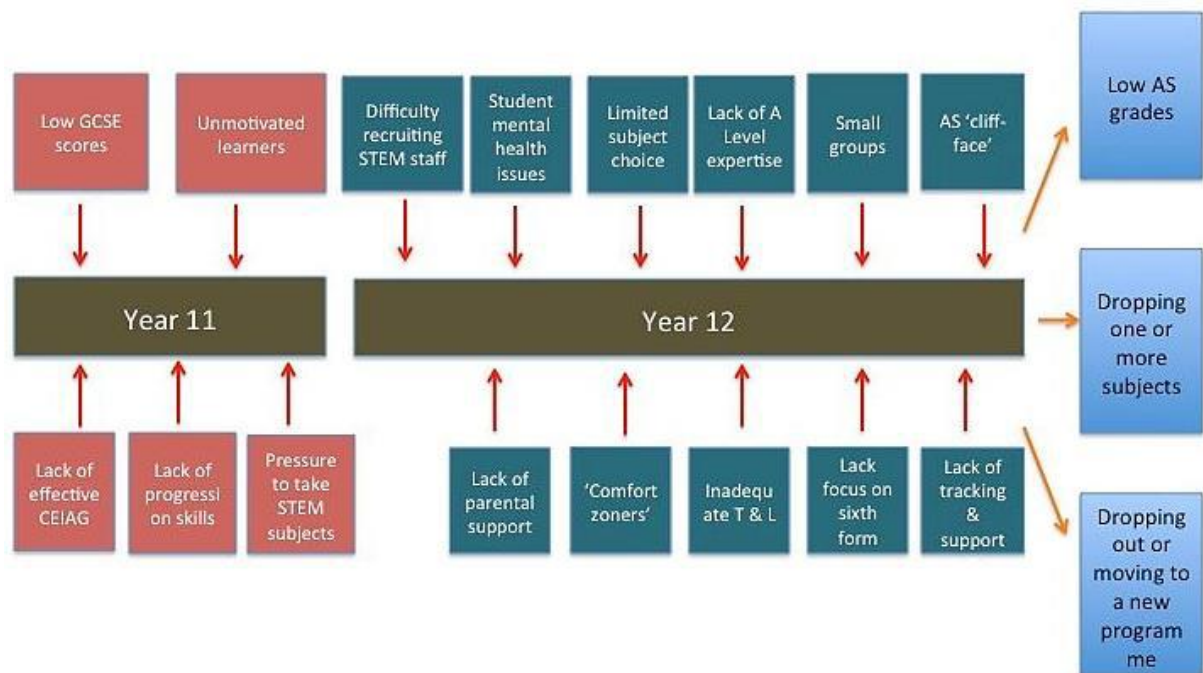 Low GCSE
scores
Unmotivated
learners
Difficulty
recruiting
STEM staff
Student
mental
health
issues
Limited
subject
choice
Lack of A
Level
expertise
Small
groups
AS ‘cliff-
face’
Low AS
grades
Year 11
Year 12
Dropping
one or
more
subjects
Lack of
effective
CEIAG
Lack of
progressi
on skills
Pressure
to take
STEM
subjects
Lack of
parental
support
‘Comfort
zoners’
Inadequ
ate T & L
Lack
focus on
sixth
form
Lack of
tracking
&
support
Dropping
out or
moving to
a new
program
me